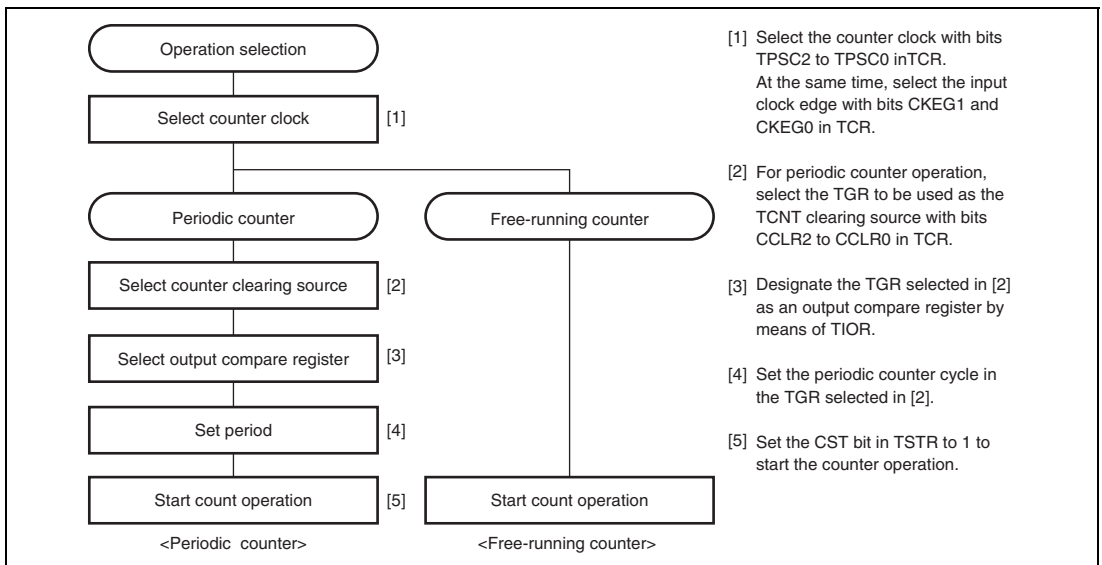 Operation selection
Select counter clock
[1]
Periodic counter
Free-running counter
Select counter clearing source
[2]
Select output compare register
[3]
Set period
[4]
Start count operation
[5]
Start count operation
<Periodic counter>
<Free-running counter>
[1] Select the counter clock with bits
TPSC2 to TPSC0 inTCR.
At the same time, select the input
clock edge with bits CKEG1 and
CKEG0 in TCR.
[2] For periodic counter operation,
select the TGR to be used as the
TCNT clearing source with bits
CCLR2 to CCLR0 in TCR.
[3] Designate the TGR selected in [2]
as an output compare register by
means of TIOR.
[4] Set the periodic counter cycle in
the TGR selected in [2].
[5] Set the CST bit in TSTR to 1 to
start the counter operation.